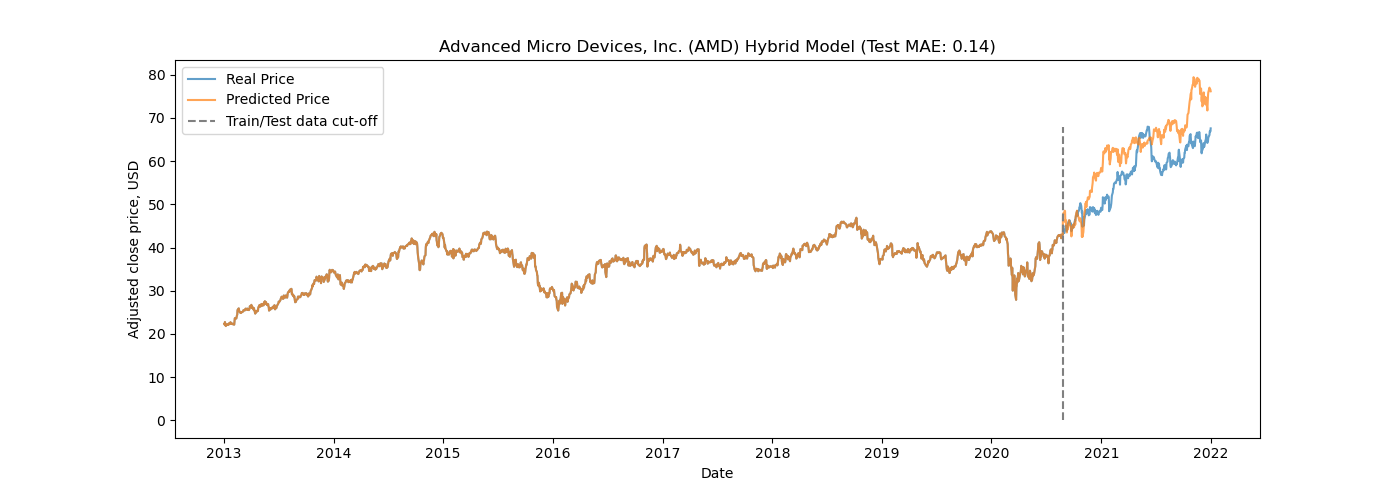 Advanced Micro Devices, Inc. (AMD) Hybrid Model (Test MAE: 0.14)
Real Price
Predicted Price
Train/Test data cut-off
Adjusted close price, USD
80
70
60
50
40
30
20
10
0
2013 2014 2015 2016 2017 2018 2019 2020 2021 2022
Date